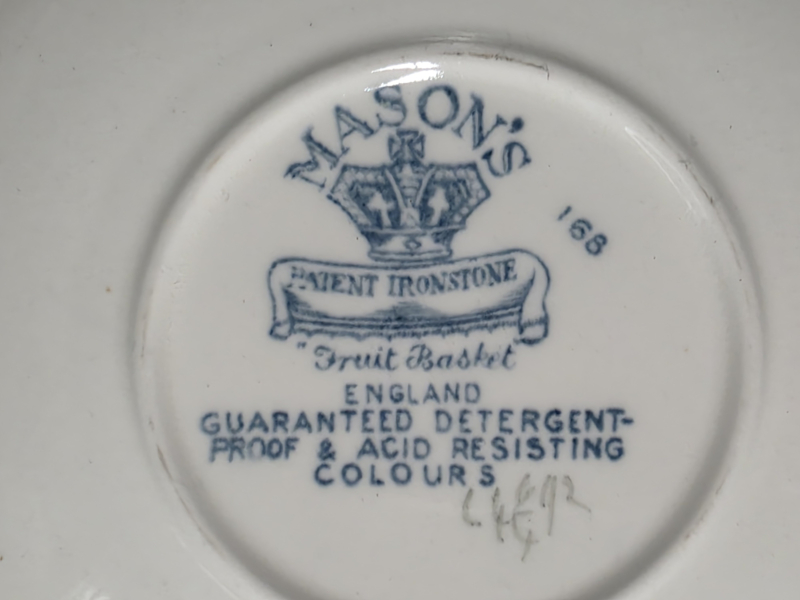 MASON'S
168
PATENT IRONSTONE
"Fruit Basket"
ENGLAND
GUARANTEED DETERGENT-
PROOF & ACID RESISTING
COLOURS